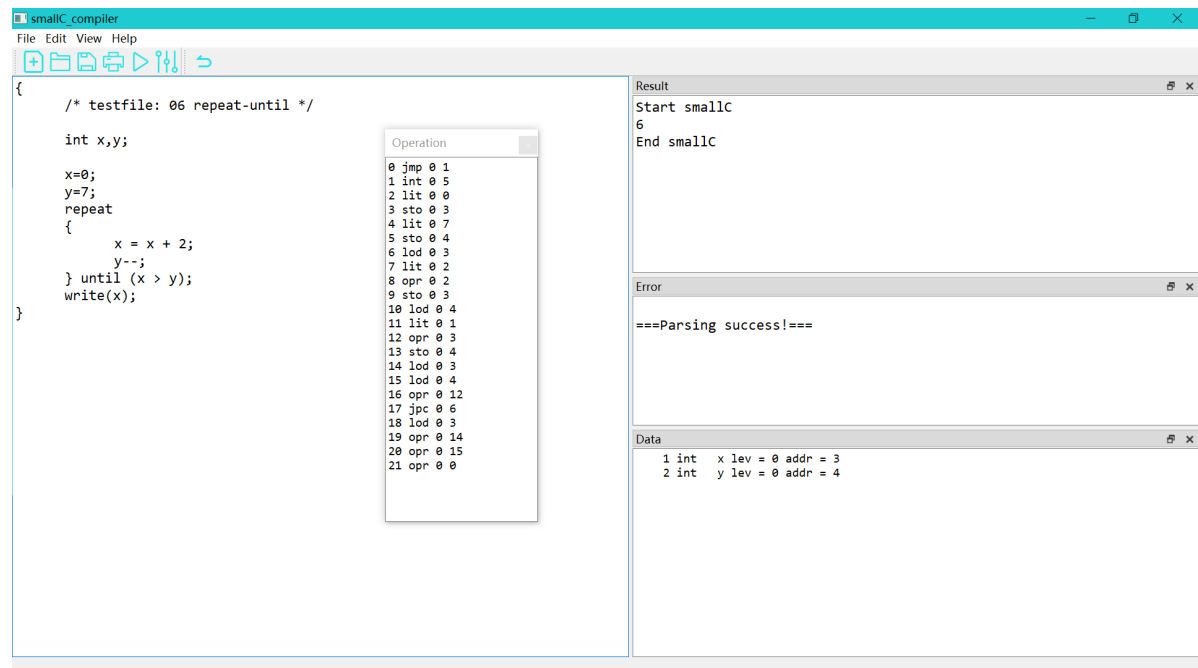 smallC_compiler
File Edit View Help
{
/* testfile: 06 repeat-until */
int x,y;
x=0;
y=7;
repeat
{
x = x + 2;
y--;
} until (x > y);
write(x);
}
Operation
0 jmp 0 1
1 int 0 5
2 lit 0 0
3 sto 0 3
4 lit 0 7
5 sto 0 4
6 lod 0 3
7 lit 0 2
8 opr 0 2
9 sto 0 3
10 lod 0 4
11 lit 0 1
12 opr 0 3
13 sto 0 4
14 lod 0 3
15 lod 0 4
16 opr 0 12
17 jpc 0 6
18 lod 0 3
19 opr 0 14
20 opr 0 15
21 opr 0 0
Result
Start smallC
6
End smallC
Error
===Parsing success!===
Data
1 int x lev = 0 addr = 3
2 int y lev = 0 addr = 4